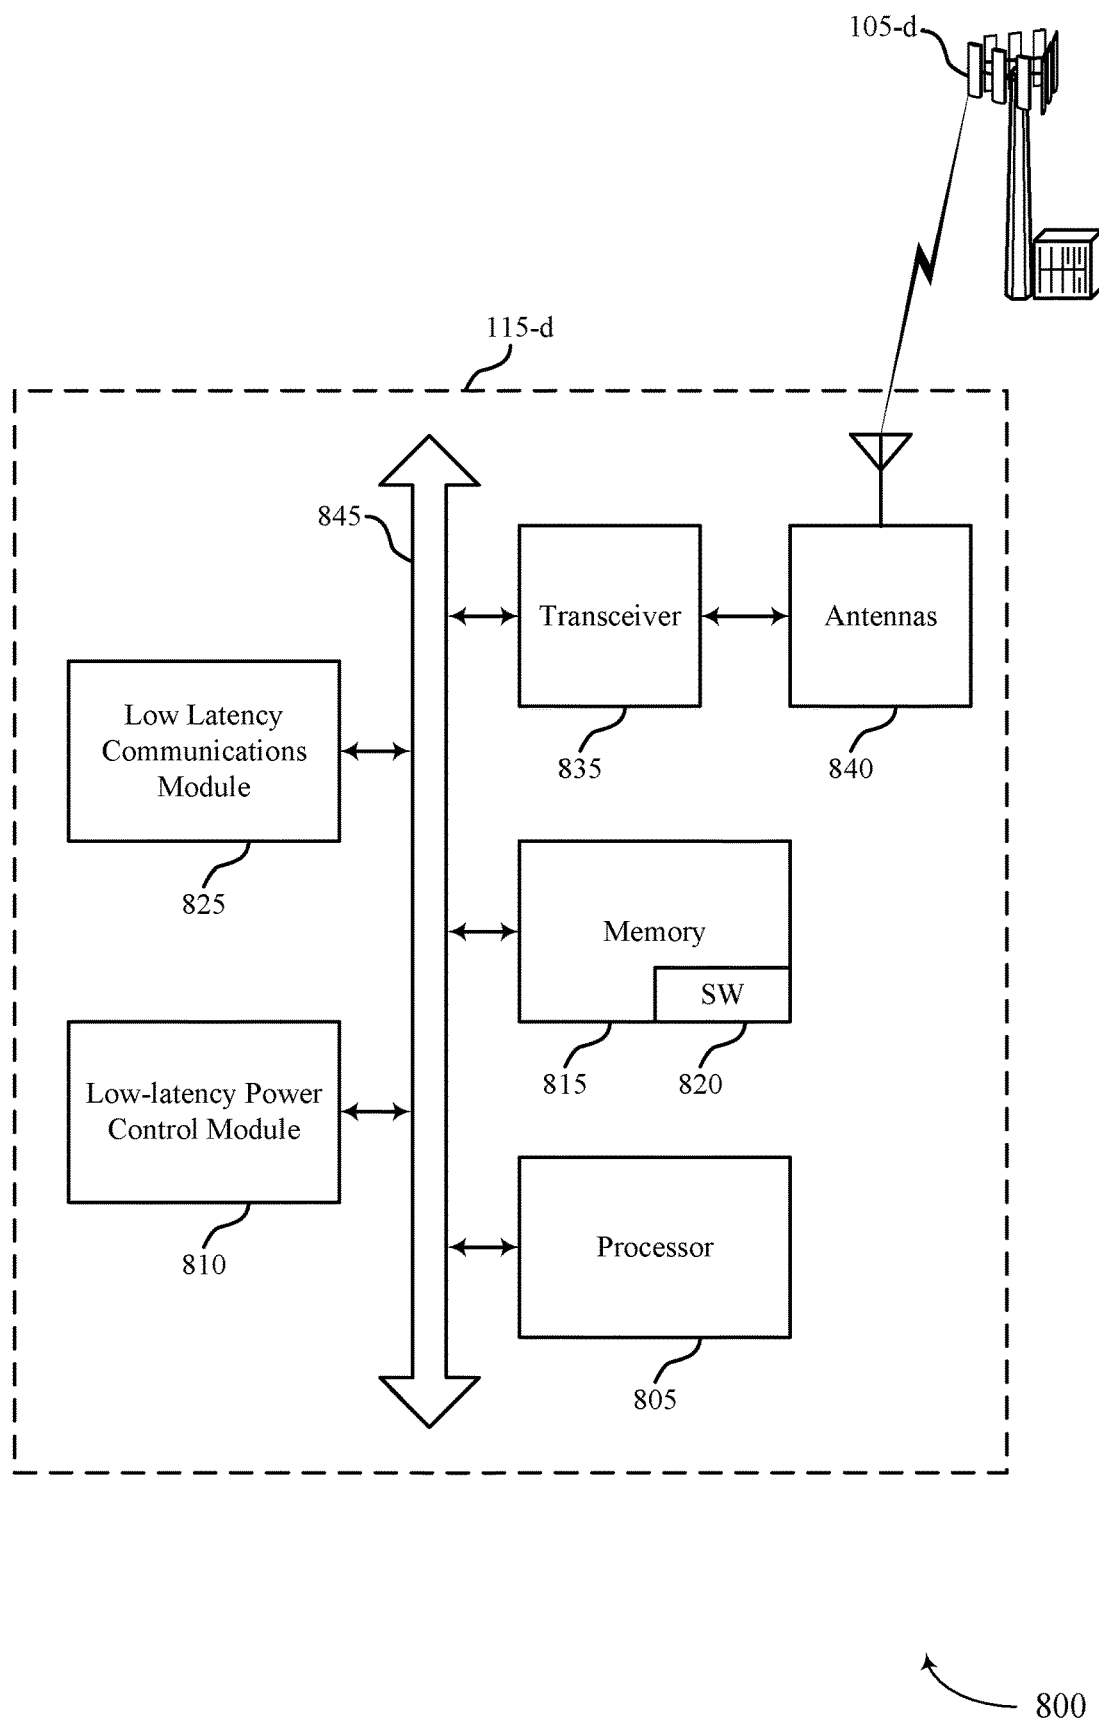 105-d
115-d
845
Transceiver
Antennas
835
840
Low Latency
Communications
Module
825
Memory
SW
815
820
Low-latency Power
Control Module
810
Processor
805
800